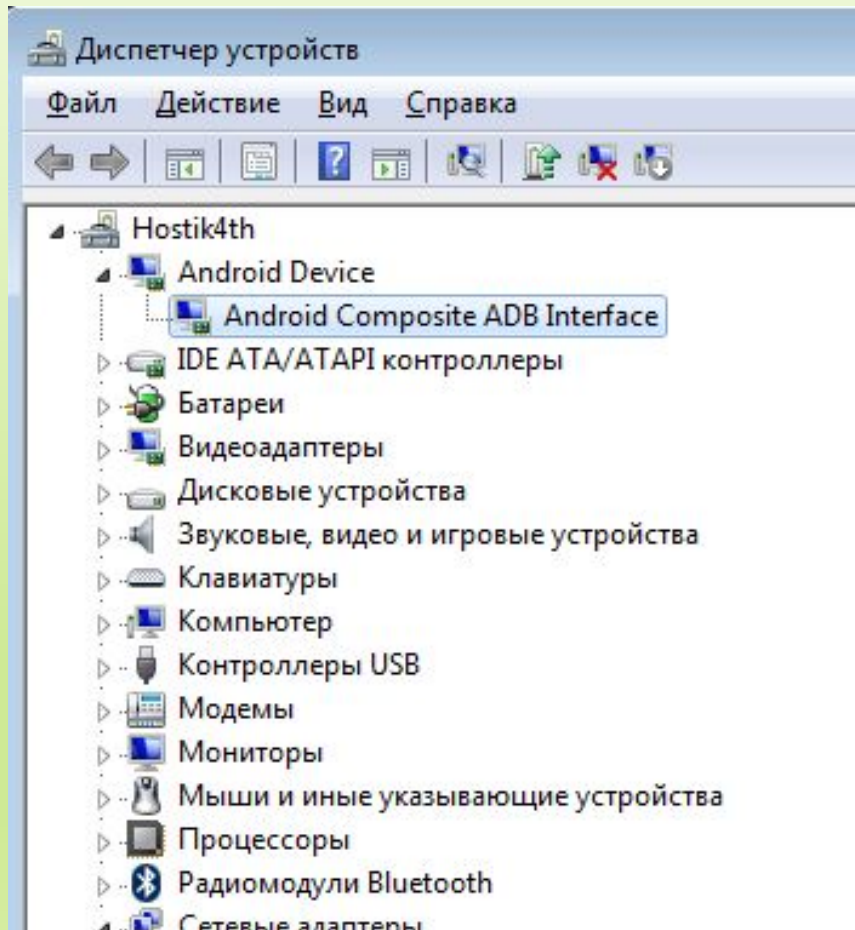 Диспетчер устройств
Файл Действие Вид Справка
Hostik4th
Android Device
Android Composite ADB Interface
IDE ATA/ATAPI контроллеры
Батареи
Видеоадаптеры
Дисковые устройства
Звуковые, видео и игровые устройства
Клавиатуры
Компьютер
Контроллеры USB
Модемы
Мониторы
Мыши и иные указывающие устройства
Процессоры
Радиомодули Bluetooth
Сетевые адаптеры